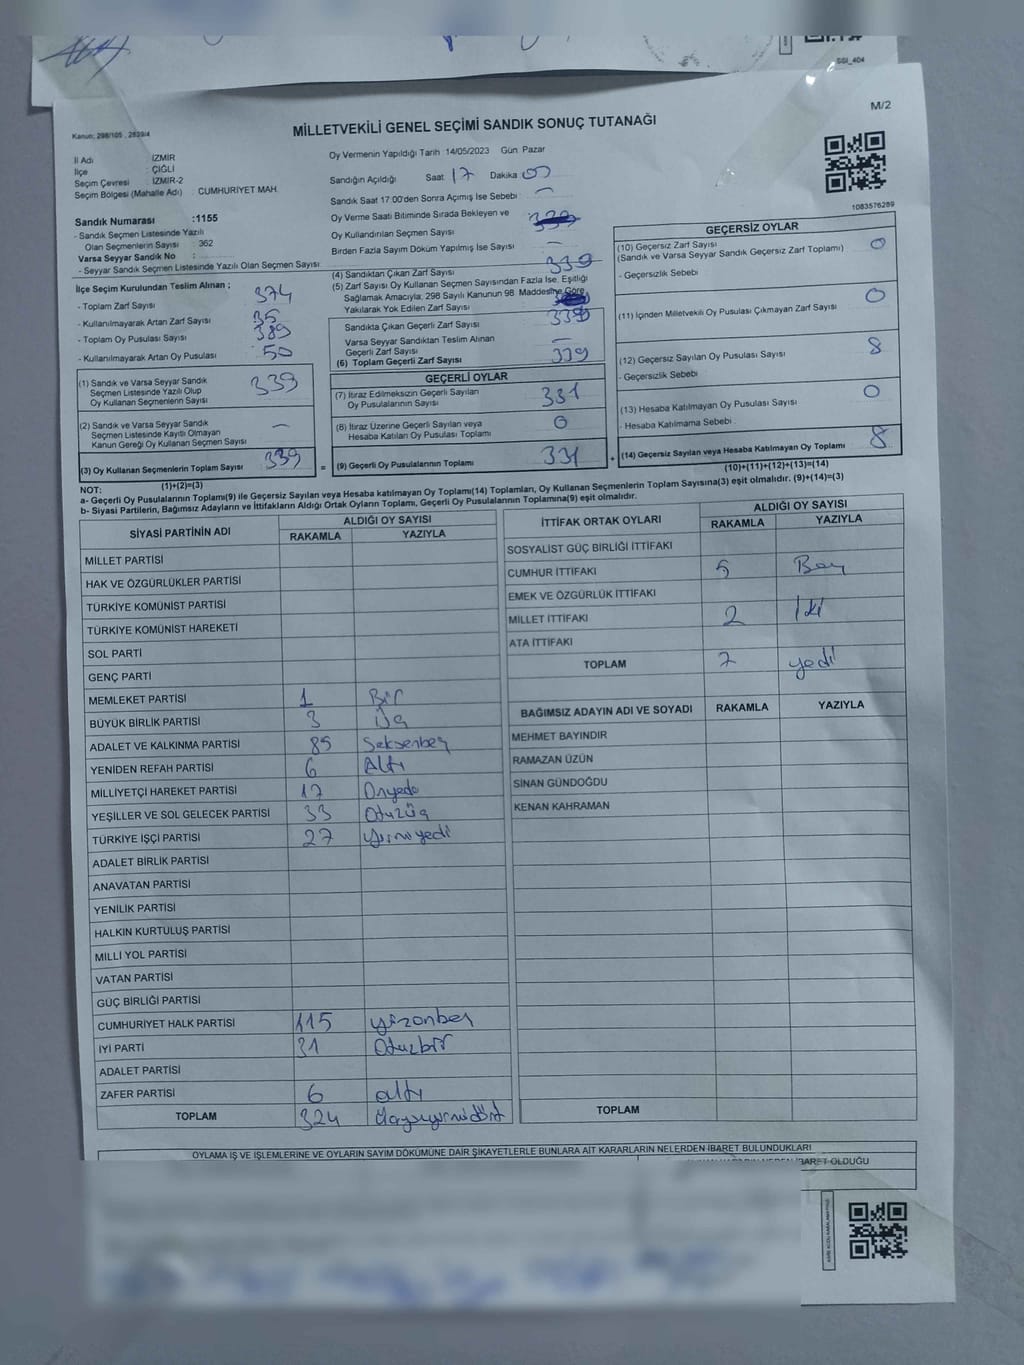 SGI_404
M/2
Kanun: 298/105 , 2839/4
MİLLETVEKİLİ GENEL SEÇİMİ SANDIK SONUÇ TUTANAĞI
İl Adı : İZMİR
İlçe : ÇİĞLİ
Seçim Çevresi : İZMİR-2
Seçim Bölgesi (Mahalle Adı) : CUMHURİYET MAH.
Sandık Numarası :1155
- Sandık Seçmen Listesinde Yazılı
Olan Seçmenlerin Sayısı : 362
Varsa Seyyar Sandık No :
- Seyyar Sandık Seçmen Listesinde Yazılı Olan Seçmen Sayısı :
İlçe Seçim Kurulundan Teslim Alınan ;
- Toplam Zarf Sayısı 374
- Kullanılmayarak Artan Zarf Sayısı 35
- Toplam Oy Pusulası Sayısı 389
- Kullanılmayarak Artan Oy Pusulası 50
(1) Sandık ve Varsa Seyyar Sandık
Seçmen Listesinde Yazılı Olup
Oy Kullanan Seçmenlerin Sayısı 339
(2) Sandık ve Varsa Seyyar Sandık
Seçmen Listesinde Kayıtlı Olmayan
Kanun Gereği Oy Kullanan Seçmen Sayısı —
(3) Oy Kullanan Seçmenlerin Toplam Sayısı 339
(1)+(2)=(3)
Oy Vermenin Yapıldığı Tarih 14/05/2023 Gün Pazar
Sandığın Açıldığı Saat 17 Dakika 00
Sandık Saat 17:00'den Sonra Açılmış İse Sebebi : —
Oy Verme Saati Bitiminde Sırada Bekleyen ve
Oy Kullandırılan Seçmen Sayısı
Birden Fazla Sayım Döküm Yapılmış İse Sayısı —
(4) Sandıktan Çıkan Zarf Sayısı 339
(5) Zarf Sayısı Oy Kullanan Seçmen Sayısından Fazla İse, Eşitliği
Sağlamak Amacıyla, 298 Sayılı Kanunun 98. Maddesine Göre
Yakılarak Yok Edilen Zarf Sayısı
Sandıkta Çıkan Geçerli Zarf Sayısı 339
Varsa Seyyar Sandıktan Teslim Alınan
Geçerli Zarf Sayısı —
(6) Toplam Geçerli Zarf Sayısı 339
GEÇERLİ OYLAR
(7) İtiraz Edilmeksizin Geçerli Sayılan
Oy Pusulalarının Sayısı 331
(8) İtiraz Üzerine Geçerli Sayılan veya
Hesaba Katılan Oy Pusulası Toplamı 0
= (9) Geçerli Oy Pusulalarının Toplamı 331
1083576289
GEÇERSİZ OYLAR
(10) Geçersiz Zarf Sayısı 0
(Sandık ve Varsa Seyyar Sandık Geçersiz Zarf Toplamı)
- Geçersizlik Sebebi
(11) İçinden Milletvekili Oy Pusulası Çıkmayan Zarf Sayısı 0
(12) Geçersiz Sayılan Oy Pusulası Sayısı 8
- Geçersizlik Sebebi
(13) Hesaba Katılmayan Oy Pusulası Sayısı 0
- Hesaba Katılmama Sebebi :
+ (14) Geçersiz Sayılan veya Hesaba Katılmayan Oy Toplamı 8
(10)+(11)+(12)+(13)=(14)
NOT:
a- Geçerli Oy Pusulalarının Toplamı(9) ile Geçersiz Sayılan veya Hesaba katılmayan Oy Toplamı(14) Toplamları, Oy Kullanan Seçmenlerin Toplam Sayısına(3) eşit olmalıdır. (9)+(14)=(3)
b- Siyasi Partilerin, Bağımsız Adayların ve İttifakların Aldığı Ortak Oyların Toplamı, Geçerli Oy Pusulalarının Toplamına(9) eşit olmalıdır.
SİYASİ PARTİNİN ADI ALDIĞI OY SAYISI
RAKAMLA YAZIYLA
MİLLET PARTİSİ
HAK VE ÖZGÜRLÜKLER PARTİSİ
TÜRKİYE KOMÜNİST PARTİSİ
TÜRKİYE KOMÜNİST HAREKETİ
SOL PARTİ
GENÇ PARTİ
MEMLEKET PARTİSİ 1 Bir
BÜYÜK BİRLİK PARTİSİ 3 Üç
ADALET VE KALKINMA PARTİSİ 85 Seksenbeş
YENİDEN REFAH PARTİSİ 6 Altı
MİLLİYETÇİ HAREKET PARTİSİ 17 Onyedi
YEŞİLLER VE SOL GELECEK PARTİSİ 33 Otuzüç
TÜRKİYE İŞÇİ PARTİSİ 27 Yirmiyedi
ADALET BİRLİK PARTİSİ
ANAVATAN PARTİSİ
YENİLİK PARTİSİ
HALKIN KURTULUŞ PARTİSİ
MİLLİ YOL PARTİSİ
VATAN PARTİSİ
GÜÇ BİRLİĞİ PARTİSİ
CUMHURİYET HALK PARTİSİ 115 yüzonbeş
İYİ PARTİ 31 Otuzbir
ADALET PARTİSİ
ZAFER PARTİSİ 6 altı
TOPLAM 324 Üçyüzyirmidört
İTTİFAK ORTAK OYLARI ALDIĞI OY SAYISI
RAKAMLA YAZIYLA
SOSYALİST GÜÇ BİRLİĞİ İTTİFAKI
CUMHUR İTTİFAKI 5 Beş
EMEK VE ÖZGÜRLÜK İTTİFAKI
MİLLET İTTİFAKI 2 İki
ATA İTTİFAKI
TOPLAM 7 yedi
BAĞIMSIZ ADAYIN ADI VE SOYADI RAKAMLA YAZIYLA
MEHMET BAYINDIR
RAMAZAN ÜZÜN
SİNAN GÜNDOĞDU
KENAN KAHRAMAN
TOPLAM
OYLAMA İŞ VE İŞLEMLERİNE VE OYLARIN SAYIM DÖKÜMÜNE DAİR ŞİKAYETLERLE BUNLARA AİT KARARLARIN NELERDEN İBARET BULUNDUKLARI
İBARET OLDUĞU